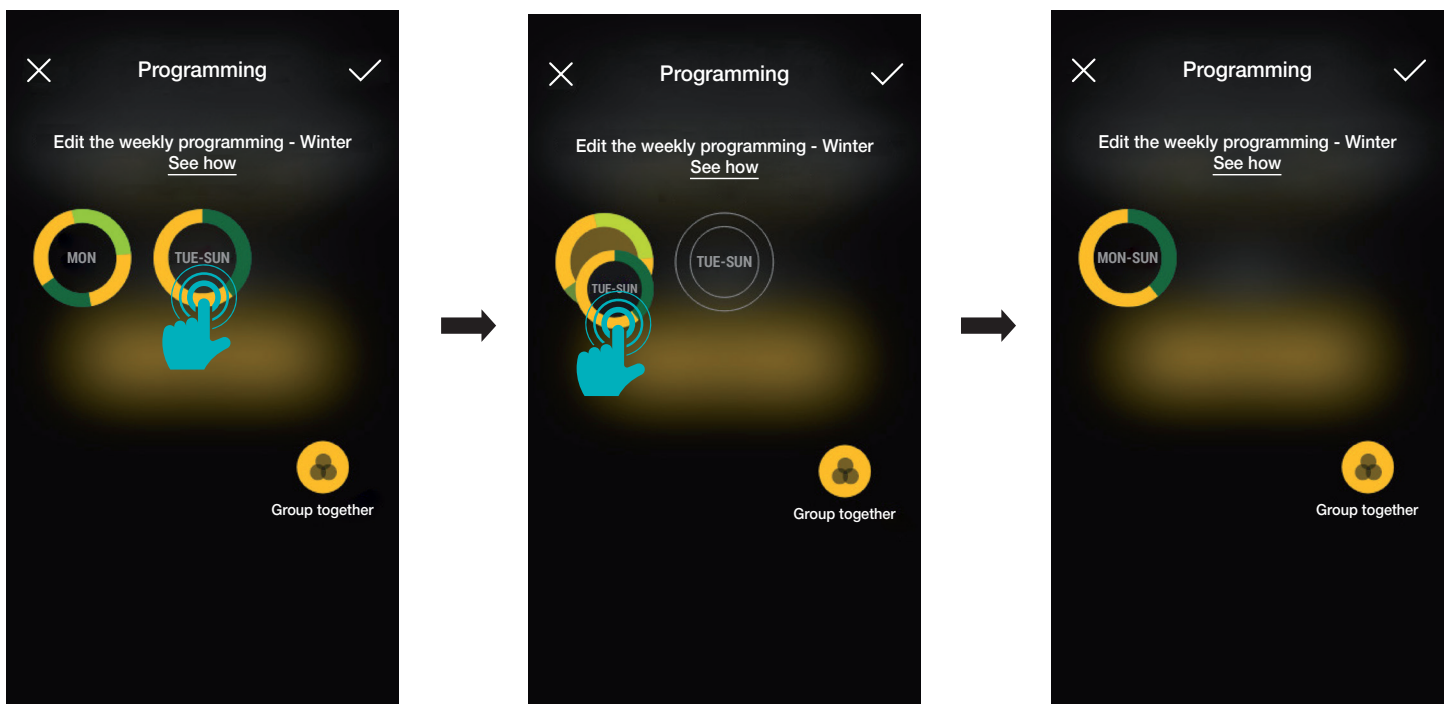 Programming
Edit the weekly programming - Winter
See how
MON
TUE-SUN
Group together
Programming
Edit the weekly programming - Winter
See how
TUE-SUN
TUE-SUN
Group together
Programming
Edit the weekly programming - Winter
See how
MON-SUN
Group together